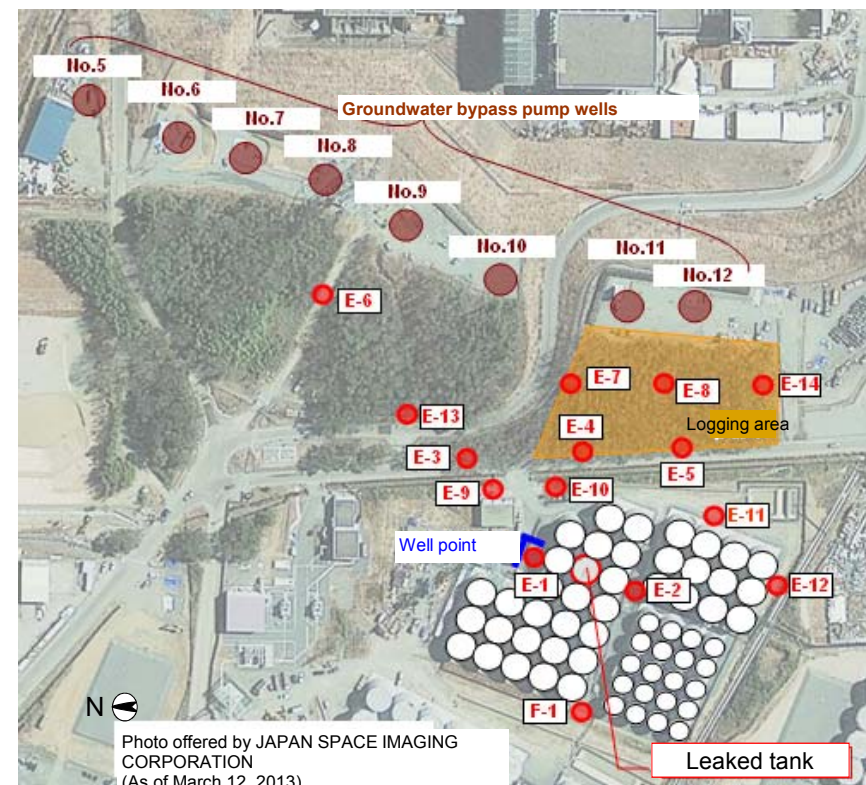 No.5
No.6
Groundwater bypass pump wells
No.7
No.8
No.9
No.10
No.11
No.12
E-6
E-7
E-8
E-14
E-13
Logging area
E-4
E-3
E-5
E-9
E-10
E-11
Well point
E-1
E-2
E-12
F-1
N
Photo offered by JAPAN SPACE IMAGING
CORPORATION
(As of March 12, 2013)
Leaked tank